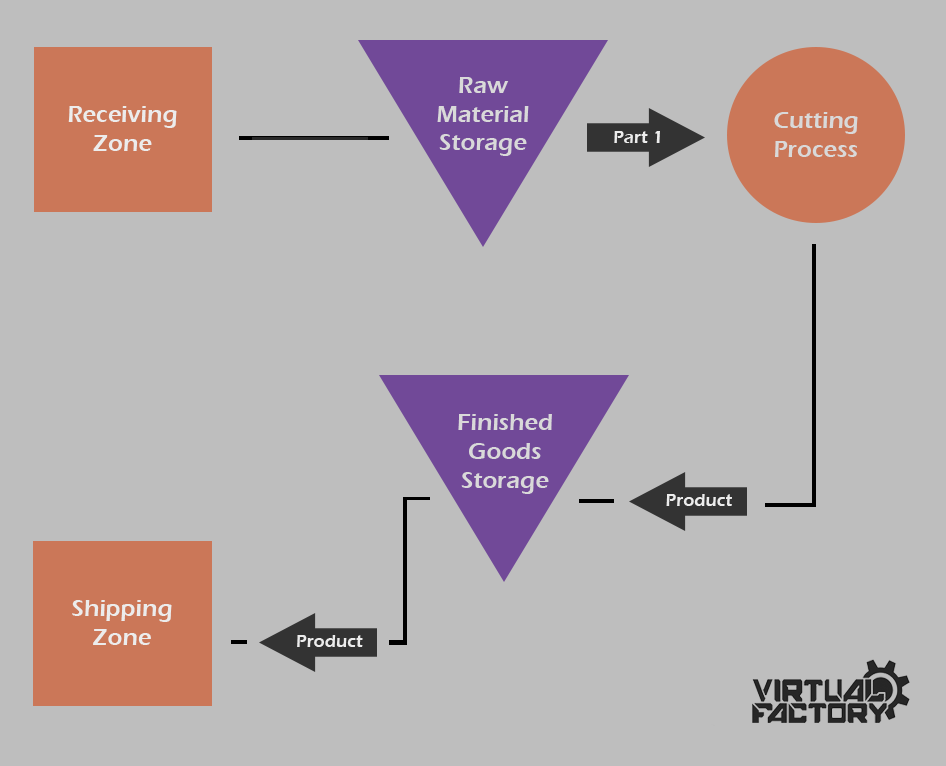 Receiving
Zone
Raw
Material
Storage
Part 1
Cutting
Process
Finished
Goods
Storage
Product
Shipping
Zone
Product
VIRTUAL
FACTORY